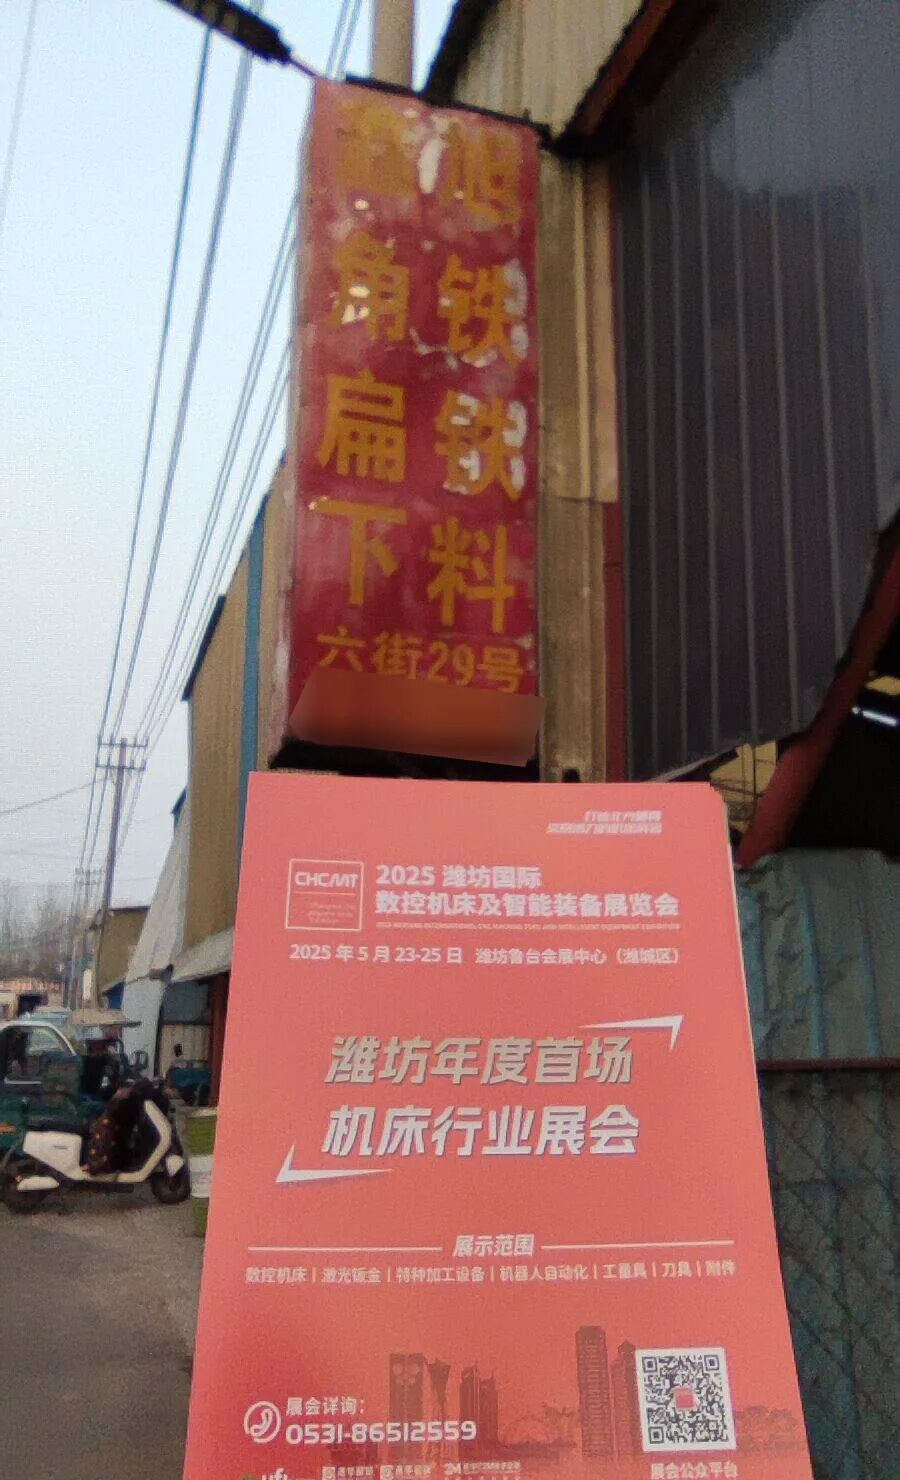 鑫旭
角铁
扁铁
下料
六街29号
CHCMT
2025 潍坊国际
数控机床及智能装备展览会
2025 年 5 月 23-25 日 潍坊鲁台会展中心（潍城区）
潍坊年度首场
机床行业展会
展示范围
数控机床 | 激光钣金 | 特种加工设备 | 机器人自动化 | 工量具 | 刀具 | 附件
展会详询：
0531-86512559
展会公众平台